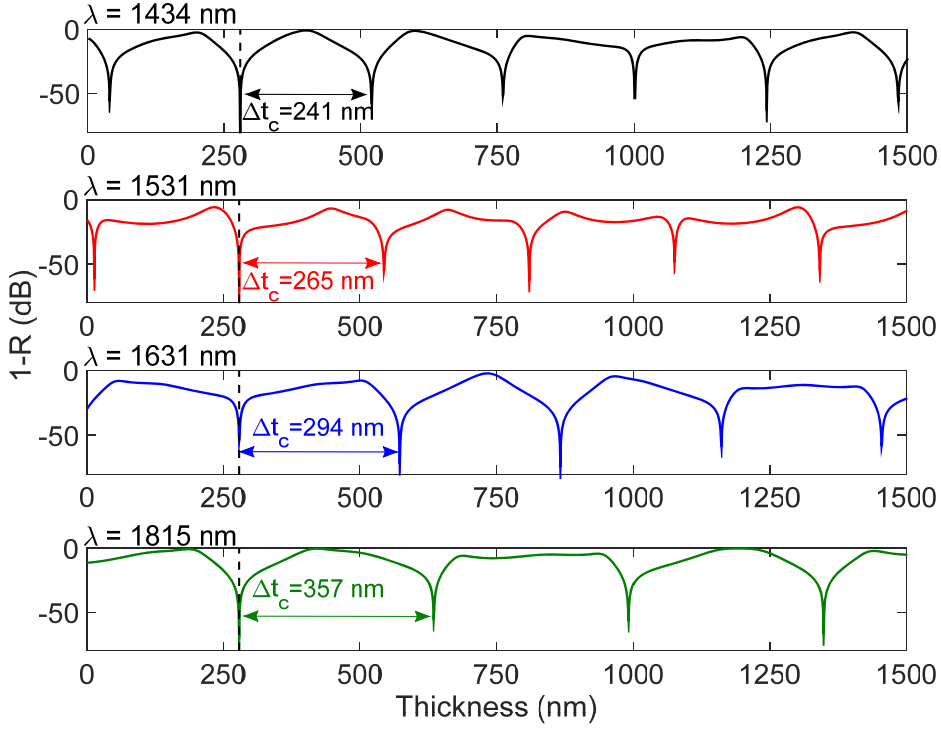 λ = 1434 nm
0
-50
Δt_c=241 nm
0 250 500 750 1000 1250 1500
λ = 1531 nm
0
-50
Δt_c=265 nm
0 250 500 750 1000 1250 1500
λ = 1631 nm
0
-50
Δt_c=294 nm
0 250 500 750 1000 1250 1500
λ = 1815 nm
0
-50
Δt_c=357 nm
0 250 500 750 1000 1250 1500
1-R (dB)
Thickness (nm)